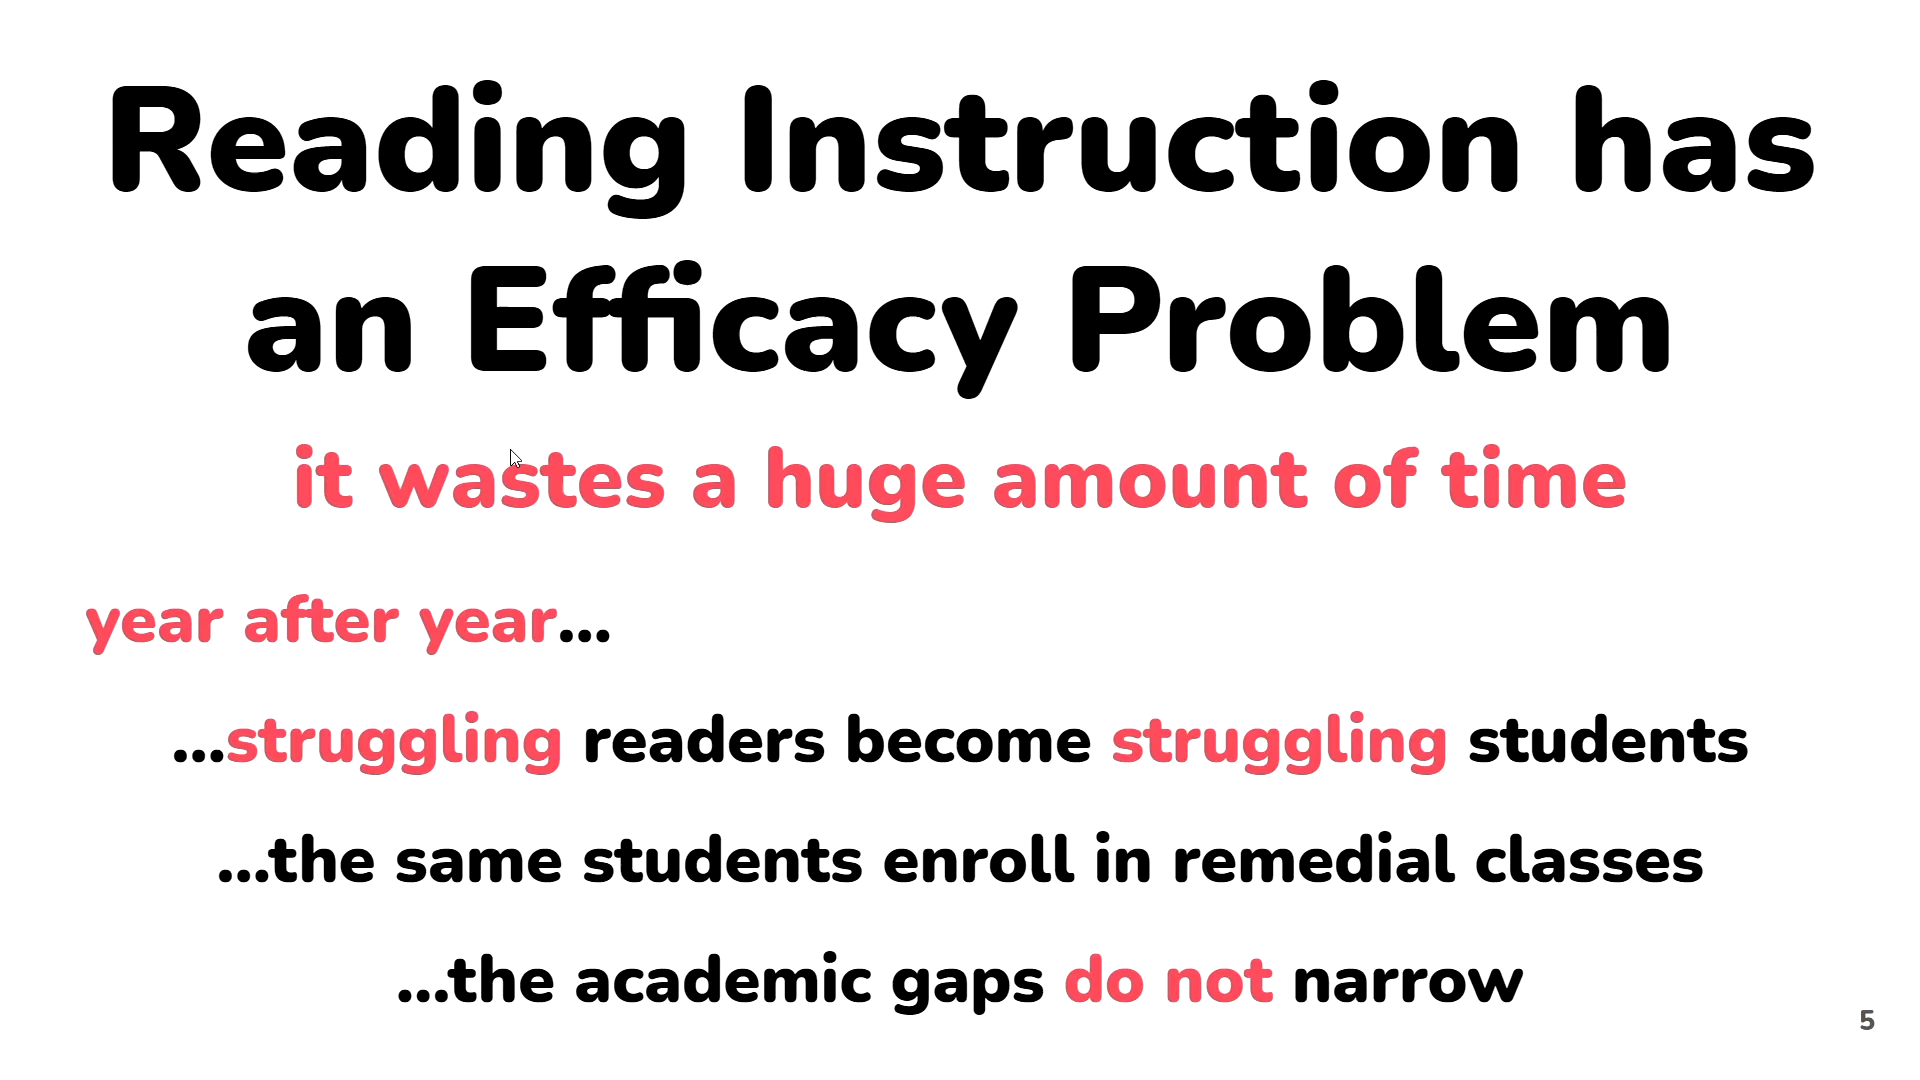 Reading Instruction has
an Efficacy Problem
it wastes a huge amount of time
year after year...
...struggling readers become struggling students
...the same students enroll in remedial classes
...the academic gaps do not narrow
5